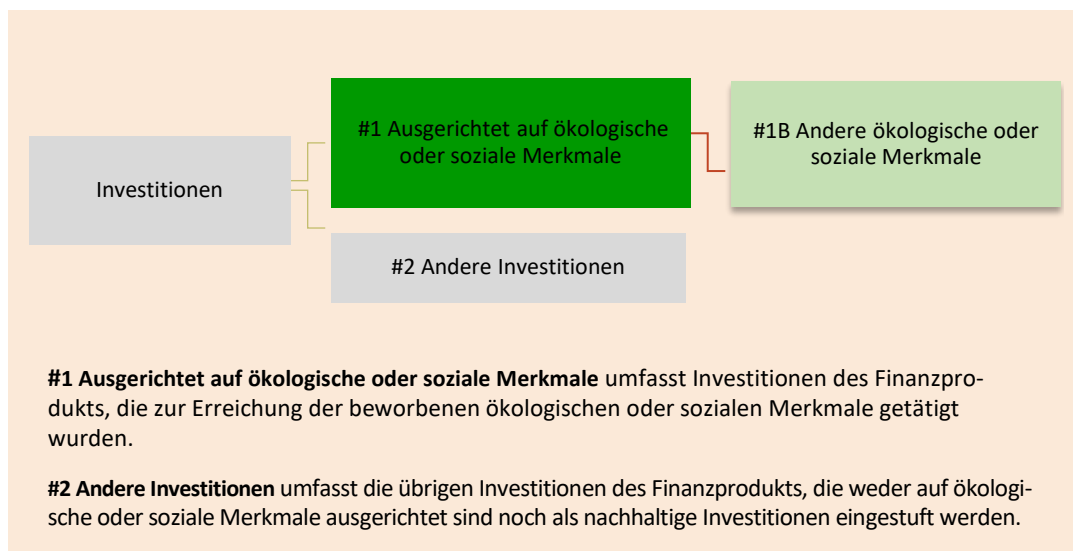 Investitionen
#1 Ausgerichtet auf ökologische
oder soziale Merkmale
#1B Andere ökologische oder
soziale Merkmale
#2 Andere Investitionen
#1 Ausgerichtet auf ökologische oder soziale Merkmale umfasst Investitionen des Finanzpro-
dukts, die zur Erreichung der beworbenen ökologischen oder sozialen Merkmale getätigt
wurden.
#2 Andere Investitionen umfasst die übrigen Investitionen des Finanzprodukts, die weder auf ökologi-
sche oder soziale Merkmale ausgerichtet sind noch als nachhaltige Investitionen eingestuft werden.